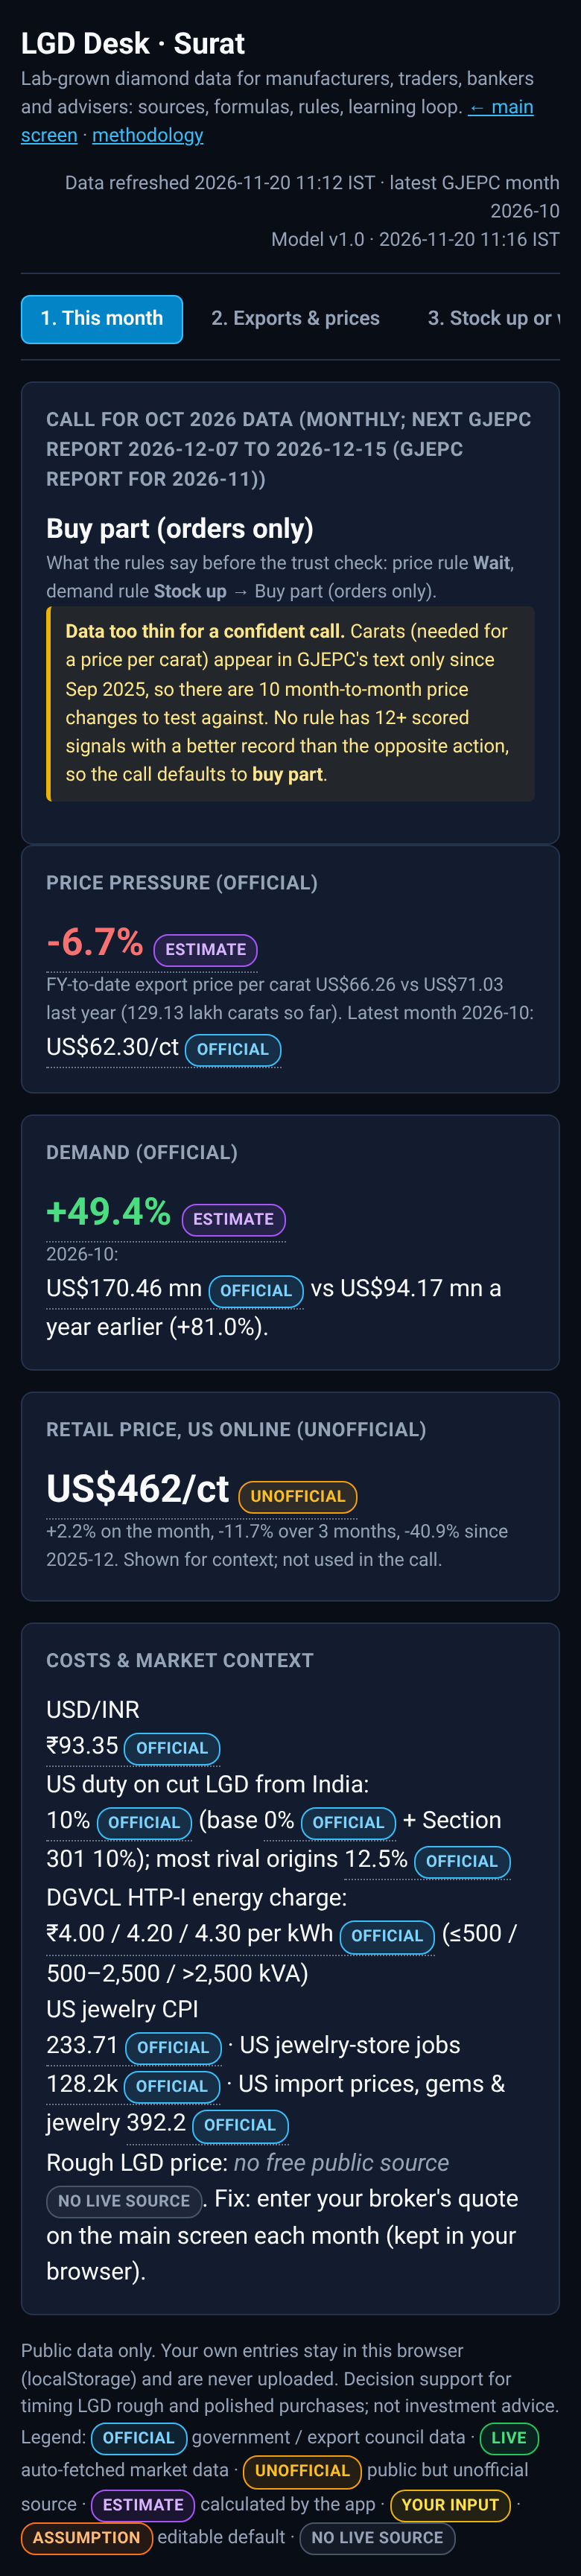 LGD Desk · Surat
Lab-grown diamond data for manufacturers, traders, bankers
and advisers: sources, formulas, rules, learning loop. ← main
screen · methodology
Data refreshed 2026-11-20 11:12 IST · latest GJEPC month
2026-10
Model v1.0 · 2026-11-20 11:16 IST
1. This month 2. Exports & prices 3. Stock up or
CALL FOR OCT 2026 DATA (MONTHLY; NEXT GJEPC
REPORT 2026-12-07 TO 2026-12-15 (GJEPC
REPORT FOR 2026-11))
Buy part (orders only)
What the rules say before the trust check: price rule Wait,
demand rule Stock up → Buy part (orders only).
Data too thin for a confident call. Carats (needed for
a price per carat) appear in GJEPC's text only since
Sep 2025, so there are 10 month-to-month price
changes to test against. No rule has 12+ scored
signals with a better record than the opposite action,
so the call defaults to buy part.
PRICE PRESSURE (OFFICIAL)
-6.7% ESTIMATE
FY-to-date export price per carat US$66.26 vs US$71.03
last year (129.13 lakh carats so far). Latest month 2026-10:
US$62.30/ct OFFICIAL
DEMAND (OFFICIAL)
+49.4% ESTIMATE
2026-10:
US$170.46 mn OFFICIAL vs US$94.17 mn a
year earlier (+81.0%).
RETAIL PRICE, US ONLINE (UNOFFICIAL)
US$462/ct UNOFFICIAL
+2.2% on the month, -11.7% over 3 months, -40.9% since
2025-12. Shown for context; not used in the call.
COSTS & MARKET CONTEXT
USD/INR
₹93.35 OFFICIAL
US duty on cut LGD from India:
10% OFFICIAL (base 0% OFFICIAL + Section
301 10%); most rival origins 12.5% OFFICIAL
DGVCL HTP-I energy charge:
₹4.00 / 4.20 / 4.30 per kWh OFFICIAL (≤500 /
500–2,500 / >2,500 kVA)
US jewelry CPI
233.71 OFFICIAL · US jewelry-store jobs
128.2k OFFICIAL · US import prices, gems &
jewelry 392.2 OFFICIAL
Rough LGD price: no free public source
NO LIVE SOURCE. Fix: enter your broker's quote
on the main screen each month (kept in your
browser).
Public data only. Your own entries stay in this browser
(localStorage) and are never uploaded. Decision support for
timing LGD rough and polished purchases; not investment advice.
Legend: OFFICIAL government / export council data · LIVE
auto-fetched market data · UNOFFICIAL public but unofficial
source · ESTIMATE calculated by the app · YOUR INPUT ·
ASSUMPTION editable default · NO LIVE SOURCE